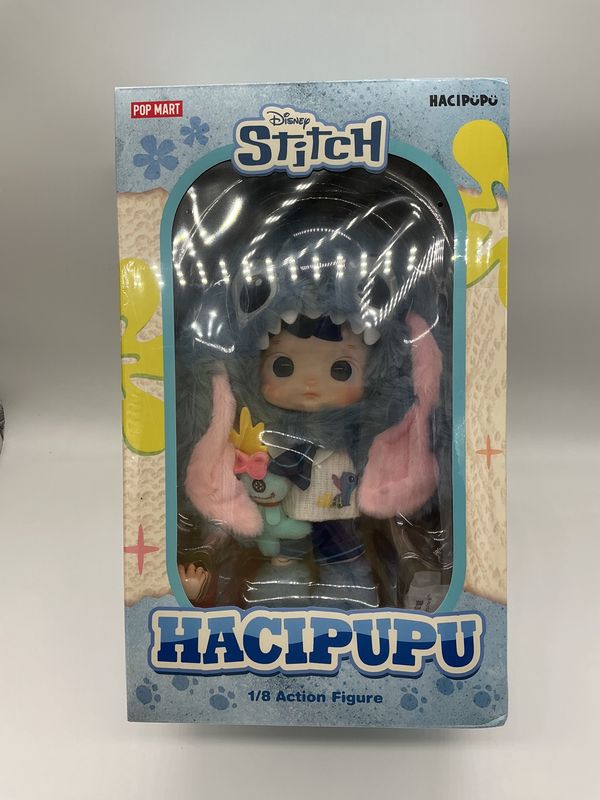 POP MART
HACIPUPU
Disney
Stitch
HACIPUPU
1/8 Action Figure